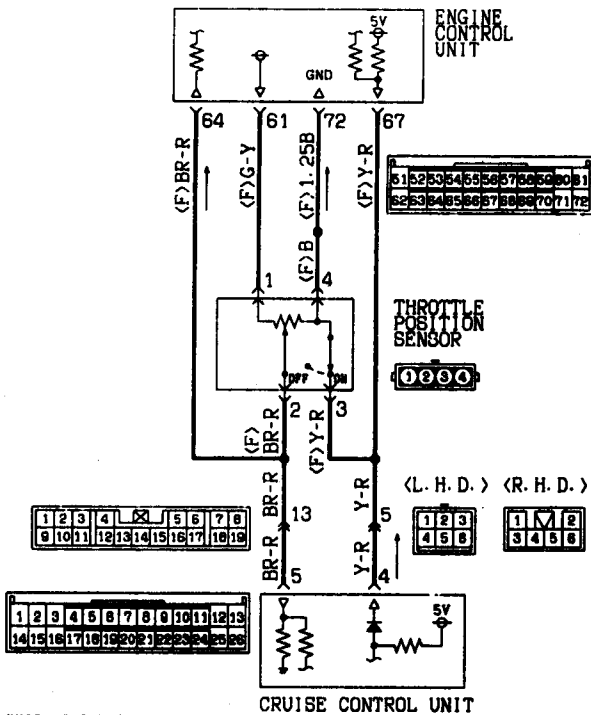 ENGINE
CONTROL
UNIT
5V
GND
64
61
72
67
⟨F⟩BR-R
⟨F⟩G-Y
⟨F⟩1.25B
⟨F⟩Y-R
51 52 53 54 55 56 57 58 59 60 61
62 63 64 65 66 67 68 69 70 71 72
⟨F⟩B
1
4
THROTTLE
POSITION
SENSOR
OFF
ON
1 2 3 4
2
3
⟨F⟩
BR-R
⟨F⟩Y-R
⟨L.H.D.⟩
⟨R.H.D.⟩
BR-R
Y-R
1 2 3 4 5 6 7 8
9 10 11 12 13 14 15 16 17 18 19
13
5
1 2 3
4 5 6
1 2
3 4 5 6
BR-R
Y-R
5
4
1 2 3 4 5 6 7 8 9 10 11 12 13
14 15 16 17 18 19 20 21 22 23 24 25 26
5V
CRUISE CONTROL UNIT